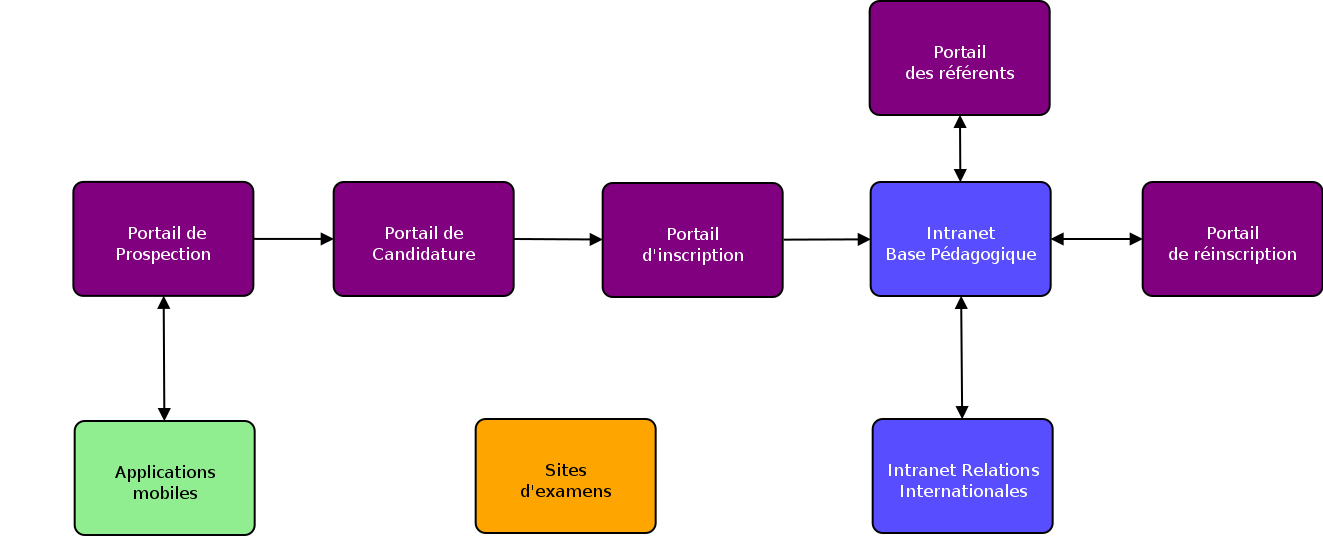 Portail
des référents
Portail de
Prospection
Portail de
Candidature
Portail
d'inscription
Intranet
Base Pédagogique
Portail
de réinscription
Applications
mobiles
Sites
d'examens
Intranet Relations
Internationales